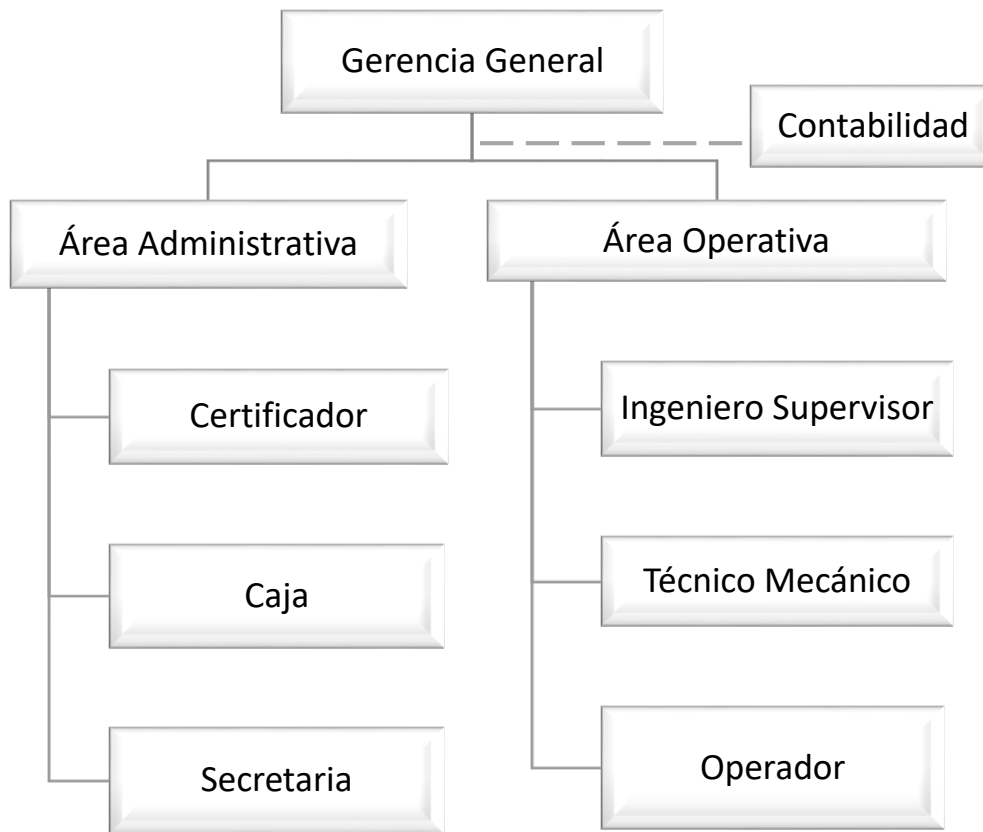 Gerencia General
Contabilidad
Área Administrativa
Área Operativa
Certificador
Ingeniero Supervisor
Caja
Técnico Mecánico
Secretaria
Operador